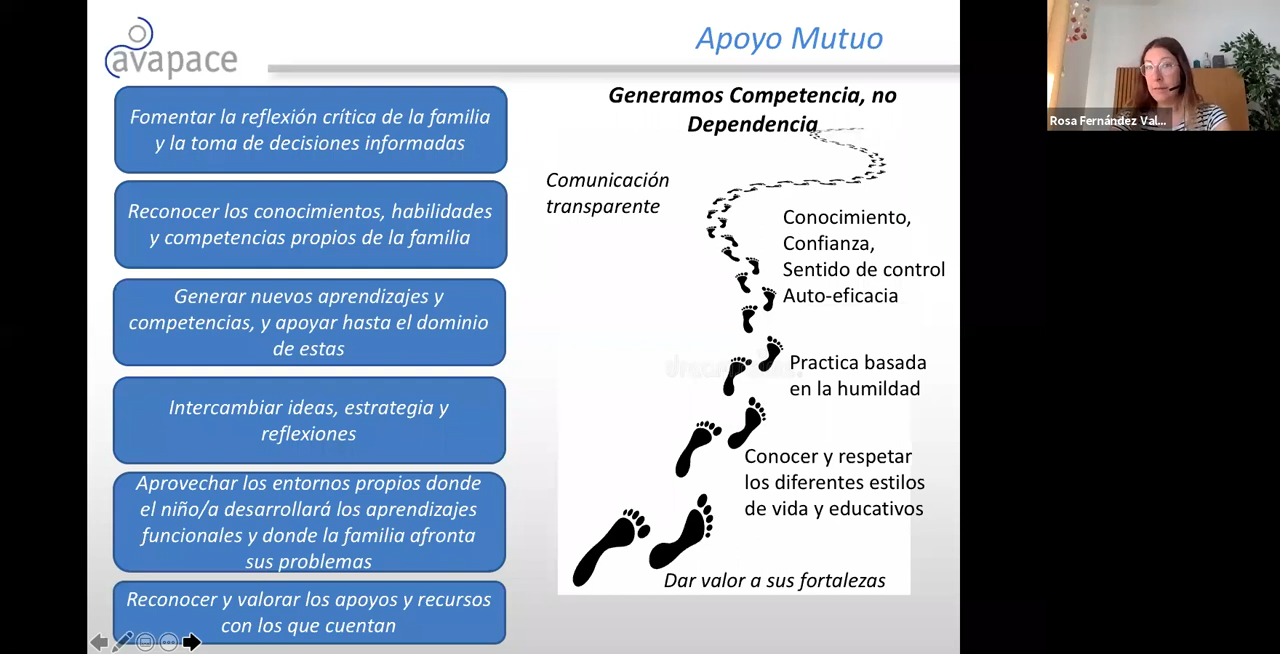 avapace
Apoyo Mutuo
Fomentar la reflexión crítica de la familia
y la toma de decisiones informadas
Reconocer los conocimientos, habilidades
y competencias propios de la familia
Generar nuevos aprendizajes y
competencias, y apoyar hasta el dominio
de estas
Intercambiar ideas, estrategia y
reflexiones
Aprovechar los entornos propios donde
el niño/a desarrollará los aprendizajes
funcionales y donde la familia afronta
sus problemas
Reconocer y valorar los apoyos y recursos
con los que cuentan
Generamos Competencia, no
Dependencia
Comunicación
transparente
Conocimiento,
Confianza,
Sentido de control
Auto-eficacia
Practica basada
en la humildad
Conocer y respetar
los diferentes estilos
de vida y educativos
Dar valor a sus fortalezas
Rosa Fernández Val...